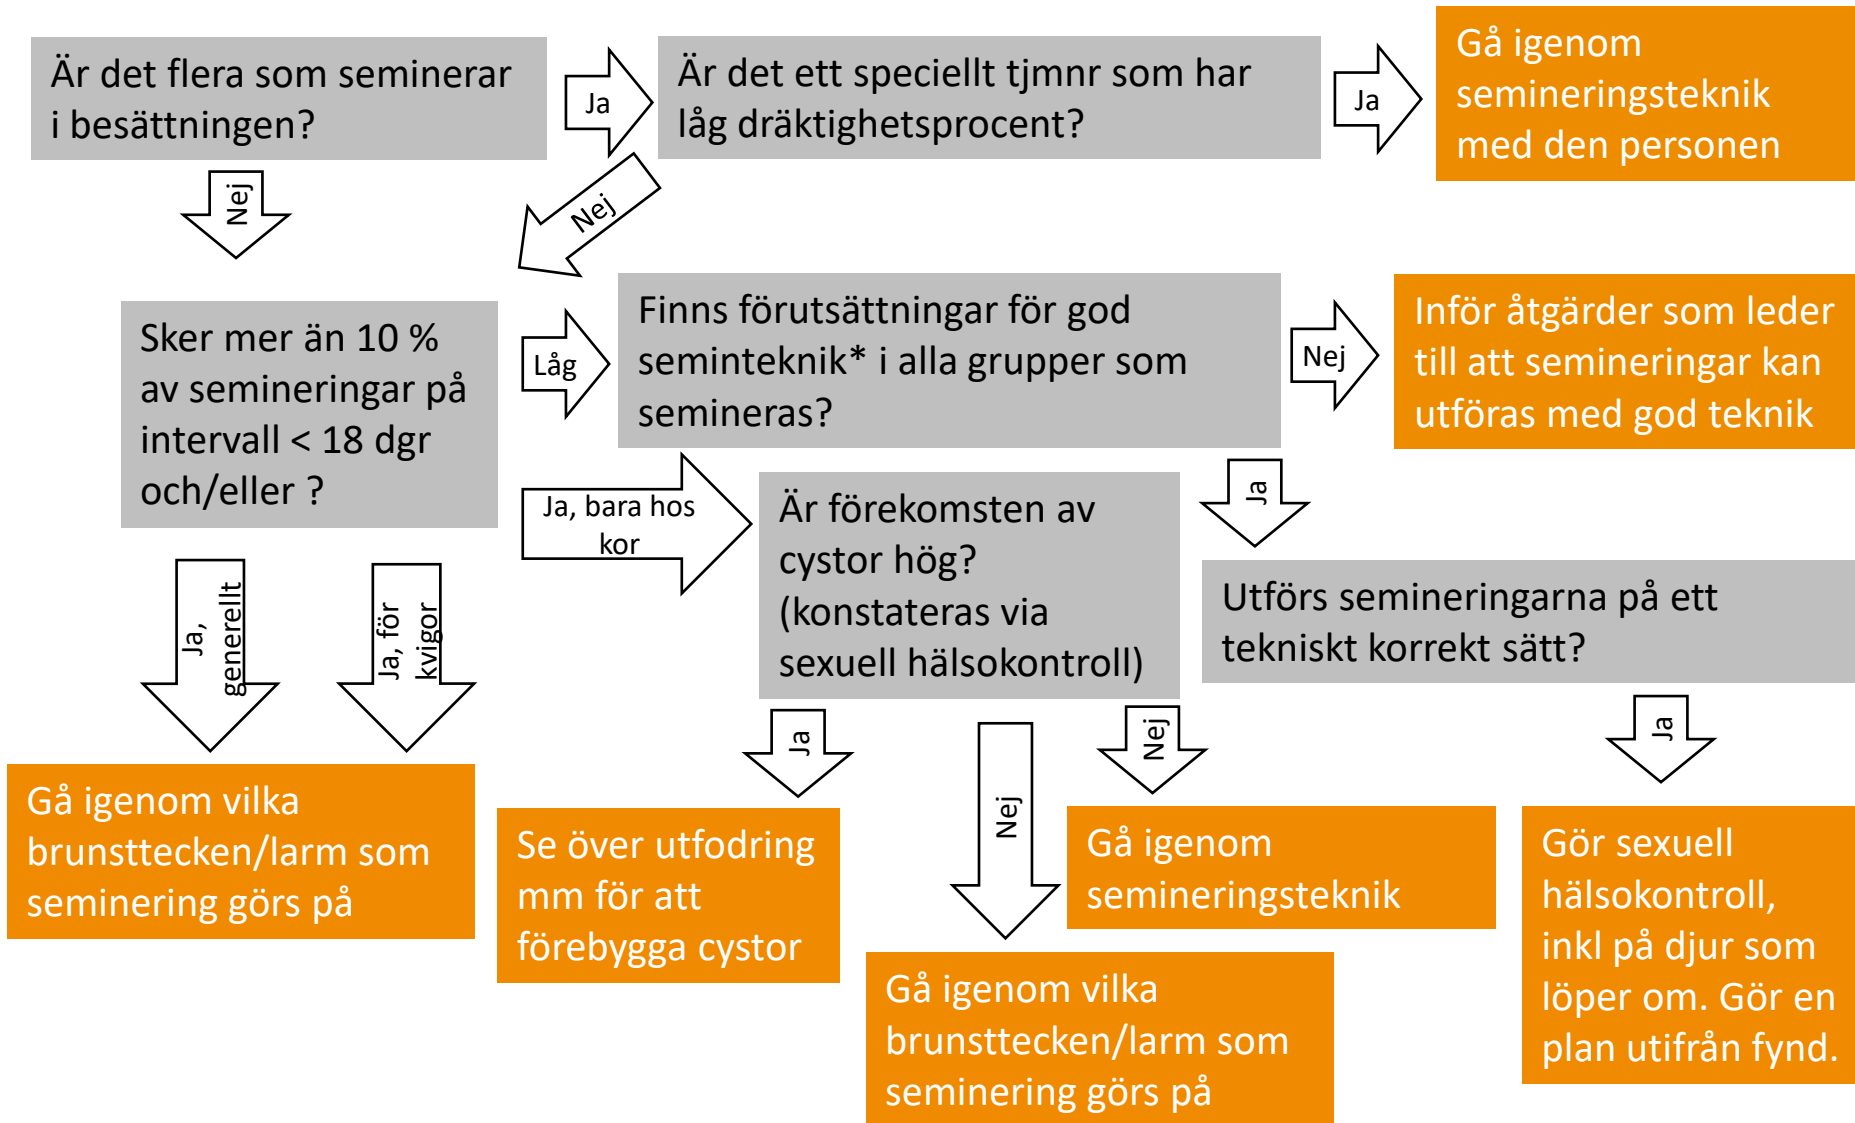 Är det flera som seminerar
i besättningen?
Ja
Är det ett speciellt tjmnr som har
låg dräktighetsprocent?
Ja
Gå igenom
semineringsteknik
med den personen
Nej
Nej
Sker mer än 10 %
av semineringar på
intervall < 18 dgr
och/eller ?
Låg
Finns förutsättningar för god
seminteknik* i alla grupper som
semineras?
Nej
Inför åtgärder som leder
till att semineringar kan
utföras med god teknik
Ja, bara hos
kor
Är förekomsten av
cystor hög?
(konstateras via
sexuell hälsokontroll)
Ja
Utförs semineringarna på ett
tekniskt korrekt sätt?
Ja,
generellt
Ja, för
kvigor
Ja
Nej
Nej
Ja
Gå igenom vilka
brunsttecken/larm som
seminering görs på
Se över utfodring
mm för att
förebygga cystor
Gå igenom
semineringsteknik
Gör sexuell
hälsokontroll,
inkl på djur som
löper om. Gör en
plan utifrån fynd.
Gå igenom vilka
brunsttecken/larm som
seminering görs på